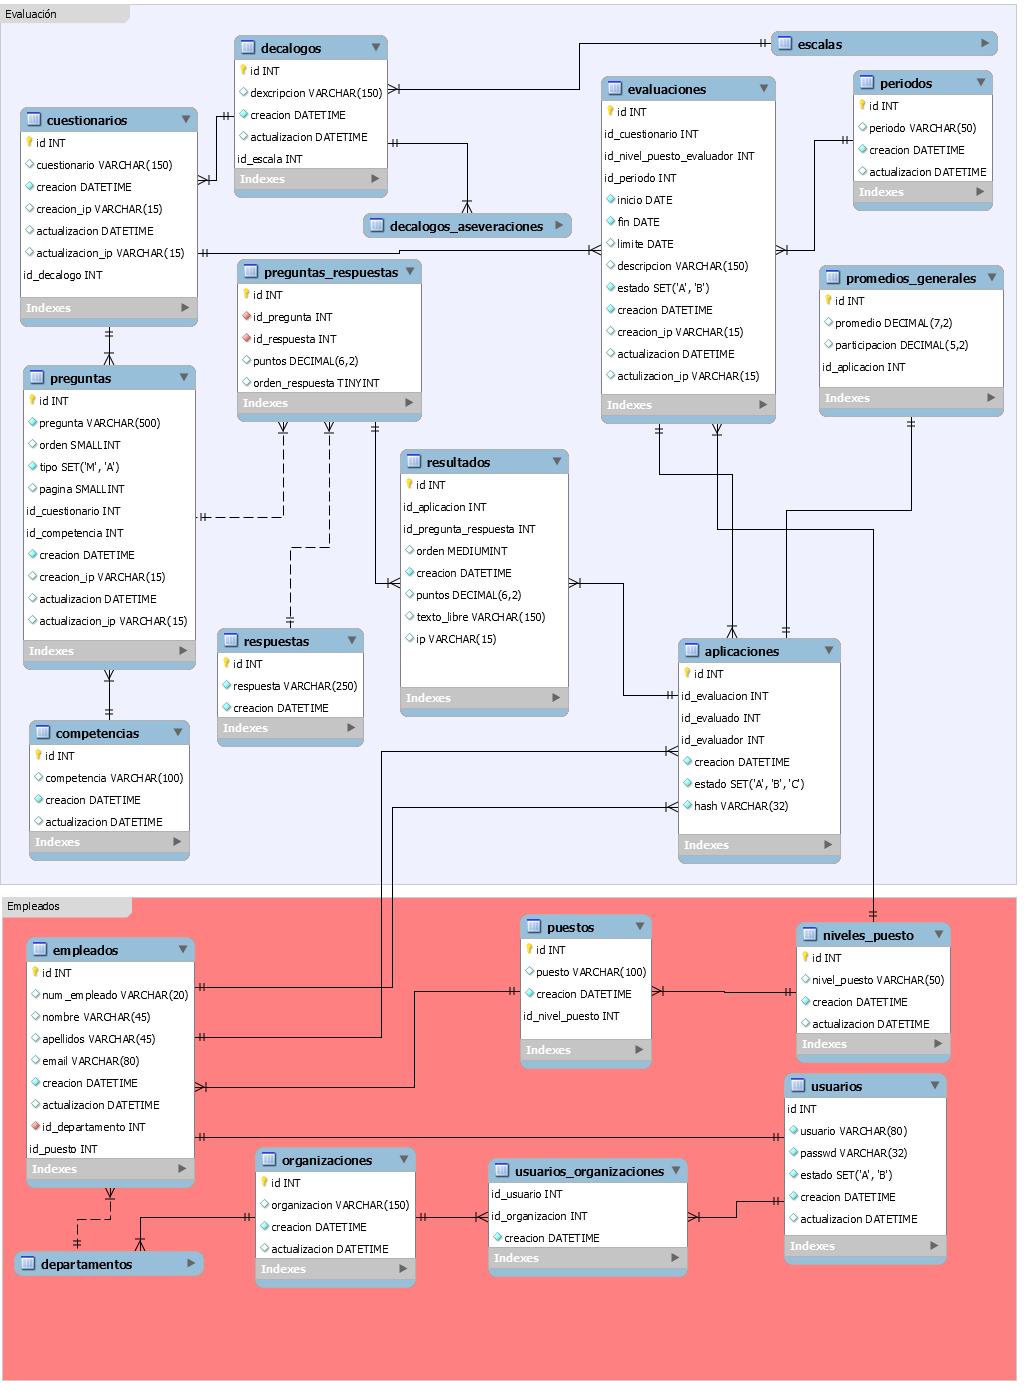 Evaluación
decalogos
id INT
dexcripcion VARCHAR(150)
creacion DATETIME
actualizacion DATETIME
id_escala INT
Indexes
escalas
evaluaciones
id INT
id_cuestionario INT
id_nivel_puesto_evaluador INT
id_periodo INT
inicio DATE
fin DATE
limite DATE
descripcion VARCHAR(150)
estado SET('A', 'B')
creacion DATETIME
creacion_ip VARCHAR(15)
actualizacion DATETIME
actulizacion_ip VARCHAR(15)
Indexes
periodos
id INT
periodo VARCHAR(50)
creacion DATETIME
actualizacion DATETIME
Indexes
cuestionarios
id INT
cuestionario VARCHAR(150)
creacion DATETIME
creacion_ip VARCHAR(15)
actualizacion DATETIME
actualizacion_ip VARCHAR(15)
id_decalogo INT
Indexes
decalogos_aseveraciones
preguntas_respuestas
id INT
id_pregunta INT
id_respuesta INT
puntos DECIMAL(6,2)
orden_respuesta TINYINT
Indexes
promedios_generales
id INT
promedio DECIMAL(7,2)
participacion DECIMAL(5,2)
id_aplicacion INT
Indexes
preguntas
id INT
pregunta VARCHAR(500)
orden SMALLINT
tipo SET('M', 'A')
pagina SMALLINT
id_cuestionario INT
id_competencia INT
creacion DATETIME
creacion_ip VARCHAR(15)
actualizacion DATETIME
actualizacion_ip VARCHAR(15)
Indexes
resultados
id INT
id_aplicacion INT
id_pregunta_respuesta INT
orden MEDIUMINT
creacion DATETIME
puntos DECIMAL(6,2)
texto_libre VARCHAR(150)
ip VARCHAR(15)
Indexes
respuestas
id INT
respuesta VARCHAR(250)
creacion DATETIME
Indexes
aplicaciones
id INT
id_evaluacion INT
id_evaluado INT
id_evaluador INT
creacion DATETIME
estado SET('A', 'B', 'C')
hash VARCHAR(32)
Indexes
competencias
id INT
competencia VARCHAR(100)
creacion DATETIME
actualizacion DATETIME
Indexes
Empleados
empleados
id INT
num_empleado VARCHAR(20)
nombre VARCHAR(45)
apellidos VARCHAR(45)
email VARCHAR(80)
creacion DATETIME
actualizacion DATETIME
id_departamento INT
id_puesto INT
Indexes
puestos
id INT
puesto VARCHAR(100)
creacion DATETIME
id_nivel_puesto INT
Indexes
niveles_puesto
id INT
nivel_puesto VARCHAR(50)
creacion DATETIME
actualizacion DATETIME
Indexes
usuarios
id INT
usuario VARCHAR(80)
passwd VARCHAR(32)
estado SET('A', 'B')
creacion DATETIME
actualizacion DATETIME
Indexes
organizaciones
id INT
organizacion VARCHAR(150)
creacion DATETIME
actualizacion DATETIME
Indexes
usuarios_organizaciones
id_usuario INT
id_organizacion INT
creacion DATETIME
Indexes
departamentos